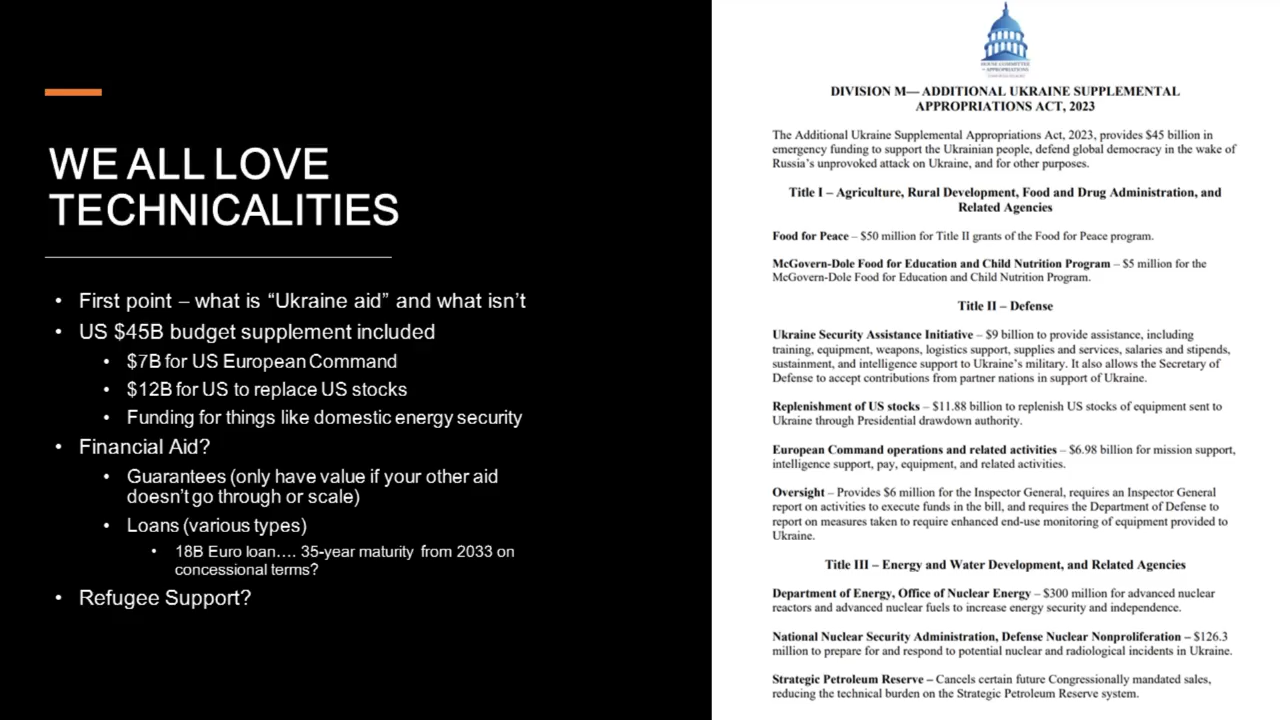 WE ALL LOVE
TECHNICALITIES
• First point – what is “Ukraine aid” and what isn’t
• US $45B budget supplement included
• $7B for US European Command
• $12B for US to replace US stocks
• Funding for things like domestic energy security
• Financial Aid?
• Guarantees (only have value if your other aid
doesn’t go through or scale)
• Loans (various types)
• 18B Euro loan…. 35-year maturity from 2033 on
concessional terms?
• Refugee Support?
HOUSE COMMITTEE
on APPROPRIATIONS
DIVISION M— ADDITIONAL UKRAINE SUPPLEMENTAL
APPROPRIATIONS ACT, 2023
The Additional Ukraine Supplemental Appropriations Act, 2023, provides $45 billion in
emergency funding to support the Ukrainian people, defend global democracy in the wake of
Russia’s unprovoked attack on Ukraine, and for other purposes.
Title I – Agriculture, Rural Development, Food and Drug Administration, and
Related Agencies
Food for Peace – $50 million for Title II grants of the Food for Peace program.
McGovern-Dole Food for Education and Child Nutrition Program – $5 million for the
McGovern-Dole Food for Education and Child Nutrition Program.
Title II – Defense
Ukraine Security Assistance Initiative – $9 billion to provide assistance, including
training, equipment, weapons, logistics support, supplies and services, salaries and stipends,
sustainment, and intelligence support to Ukraine’s military. It also allows the Secretary of
Defense to accept contributions from partner nations in support of Ukraine.
Replenishment of US stocks – $11.88 billion to replenish US stocks of equipment sent to
Ukraine through Presidential drawdown authority.
European Command operations and related activities – $6.98 billion for mission support,
intelligence support, pay, equipment, and related activities.
Oversight – Provides $6 million for the Inspector General, requires an Inspector General
report on activities to execute funds in the bill, and requires the Department of Defense to
report on measures taken to require enhanced end-use monitoring of equipment provided to
Ukraine.
Title III – Energy and Water Development, and Related Agencies
Department of Energy, Office of Nuclear Energy – $300 million for advanced nuclear
reactors and advanced nuclear fuels to increase energy security and independence.
National Nuclear Security Administration, Defense Nuclear Nonproliferation – $126.3
million to prepare for and respond to potential nuclear and radiological incidents in Ukraine.
Strategic Petroleum Reserve – Cancels certain future Congressionally mandated sales,
reducing the technical burden on the Strategic Petroleum Reserve system.